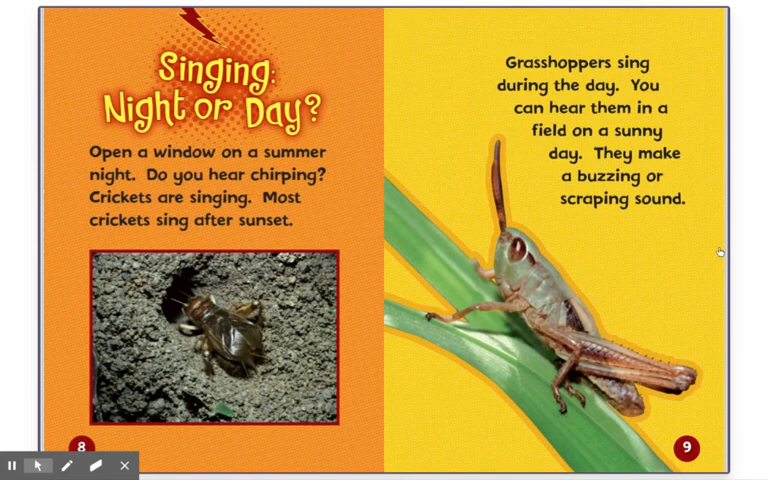 Singing:
Night or Day?
Open a window on a summer
night. Do you hear chirping?
Crickets are singing. Most
crickets sing after sunset.
8
Grasshoppers sing
during the day. You
can hear them in a
field on a sunny
day. They make
a buzzing or
scraping sound.
9